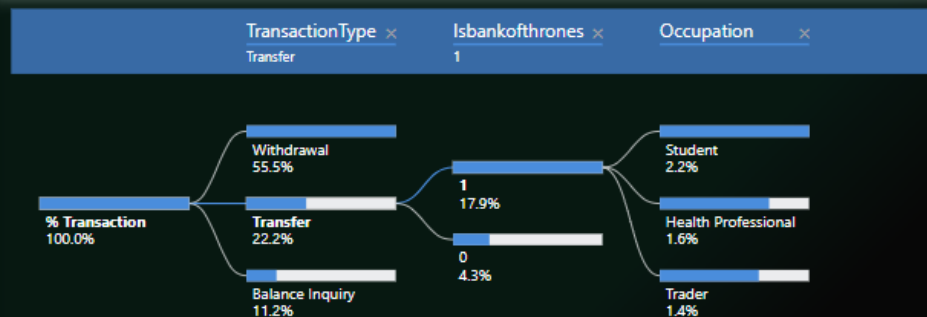 TransactionType ×
Transfer
Isbankofthrones ×
1
Occupation ×
% Transaction
100.0%
Withdrawal
55.5%
Transfer
22.2%
Balance Inquiry
11.2%
1
17.9%
0
4.3%
Student
2.2%
Health Professional
1.6%
Trader
1.4%